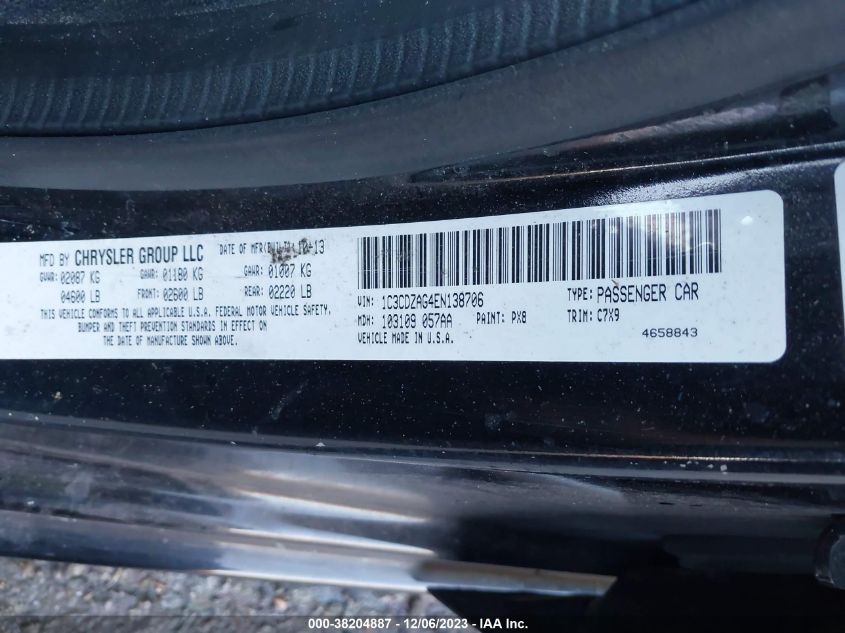 MFD BY CHRYSLER GROUP LLC
DATE OF MFR(BUILT): 10-13
GVWR: 02087 KG GAWR: 01180 KG GAWR: 01007 KG
04600 LB FRONT: 02600 LB REAR: 02220 LB
THIS VEHICLE CONFORMS TO ALL APPLICABLE U.S.A. FEDERAL MOTOR VEHICLE SAFETY,
BUMPER AND THEFT PREVENTION STANDARDS IN EFFECT ON
THE DATE OF MANUFACTURE SHOWN ABOVE.
VIN: 1C3CDZAG4EN138706 TYPE: PASSENGER CAR
MDH: 103109 057AA PAINT: PX8 TRIM: C7X9
VEHICLE MADE IN U.S.A.
4658843
000-38204887 - 12/06/2023 - © IAA Inc.